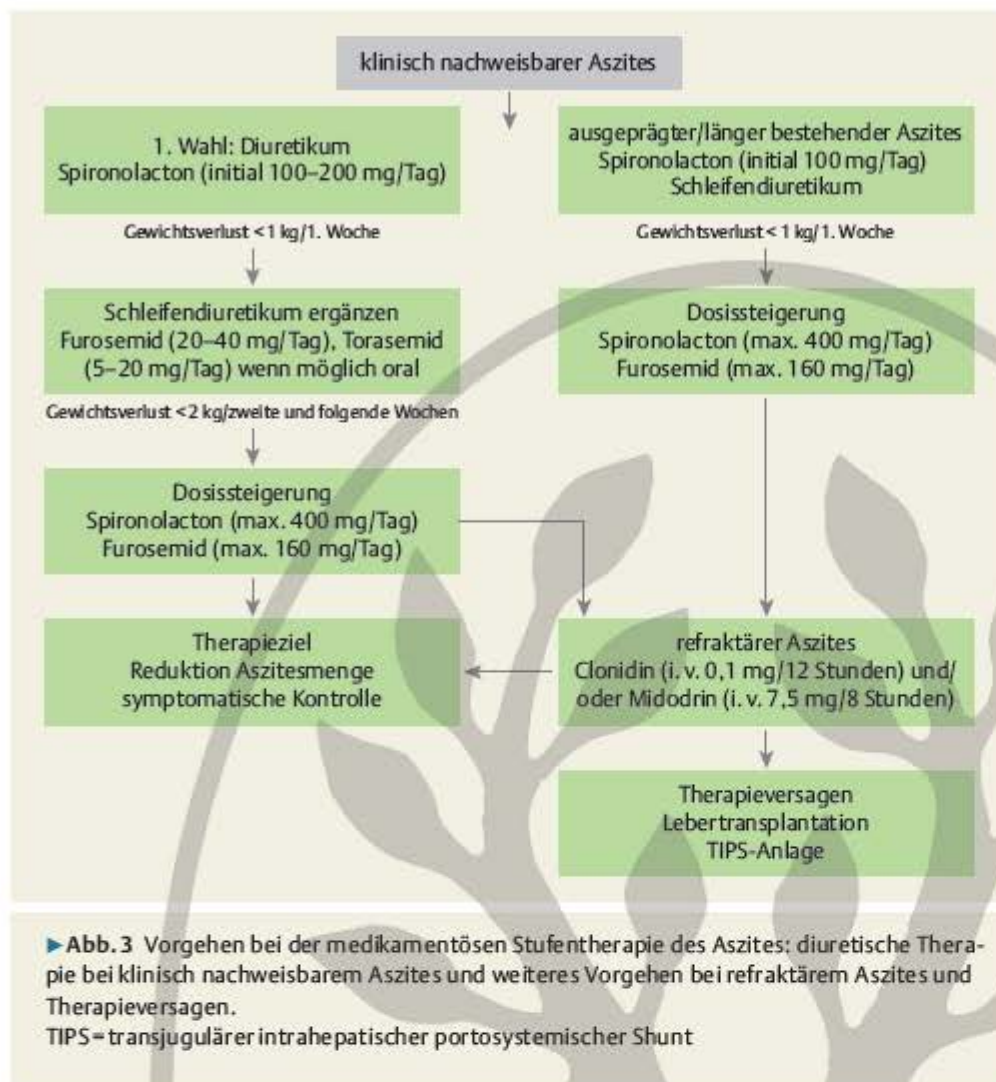 klinisch nachweisbarer Aszites
1. Wahl: Diuretikum
Spironolacton (initial 100–200 mg/Tag)
ausgeprägter/länger bestehender Aszites
Spironolacton (initial 100 mg/Tag)
Schleifendiuretikum
Gewichtsverlust <1 kg/1. Woche
Gewichtsverlust < 1 kg/1. Woche
Schleifendiuretikum ergänzen
Furosemid (20–40 mg/Tag), Torasemid
(5–20 mg/Tag) wenn möglich oral
Dosissteigerung
Spironolacton (max. 400 mg/Tag)
Furosemid (max. 160 mg/Tag)
Gewichtsverlust <2 kg/zweite und folgende Wochen
Dosissteigerung
Spironolacton (max. 400 mg/Tag)
Furosemid (max. 160 mg/Tag)
Therapieziel
Reduktion Aszitesmenge
symptomatische Kontrolle
refraktärer Aszites
Clonidin (i. v. 0,1 mg/12 Stunden) und/
oder Midodrin (i. v. 7,5 mg/8 Stunden)
Therapieversagen
Lebertransplantation
TIPS-Anlage
▶Abb. 3 Vorgehen bei der medikamentösen Stufentherapie des Aszites: diuretische Thera-
pie bei klinisch nachweisbarem Aszites und weiteres Vorgehen bei refraktärem Aszites und
Therapieversagen.
TIPS=transjugulärer intrahepatischer portosystemischer Shunt